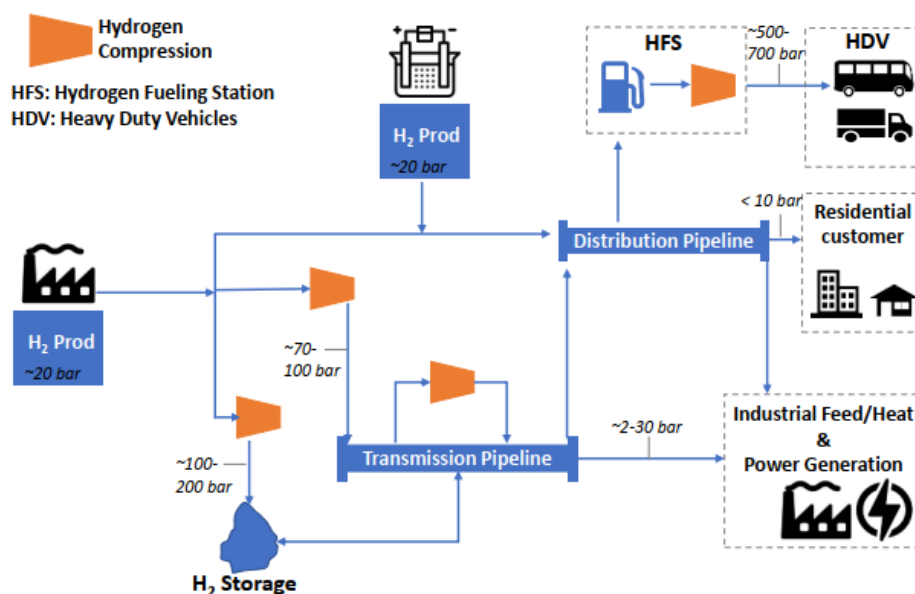 Hydrogen
Compression
HFS: Hydrogen Fueling Station
HDV: Heavy Duty Vehicles
+
−
H₂ Prod
~20 bar
HFS
~500-
700 bar
HDV
< 10 bar
Residential
customer
Distribution Pipeline
H₂ Prod
~20 bar
~70-
100 bar
~100-
200 bar
Transmission Pipeline
~2-30 bar
Industrial Feed/Heat
&
Power Generation
H₂ Storage